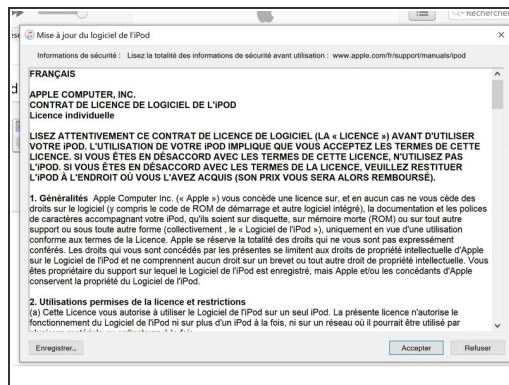 Rechercher
Mise à jour du logiciel de l'iPod
Informations de sécurité : Lisez la totalité des informations de sécurité avant utilisation : www.apple.com/fr/support/manuals/ipod
FRANÇAIS
APPLE COMPUTER, INC.
CONTRAT DE LICENCE DE LOGICIEL DE L'iPOD
Licence individuelle
LISEZ ATTENTIVEMENT CE CONTRAT DE LICENCE DE LOGICIEL (LA « LICENCE ») AVANT D'UTILISER
VOTRE iPOD. L'UTILISATION DE VOTRE iPOD IMPLIQUE QUE VOUS ACCEPTEZ LES TERMES DE CETTE
LICENCE. SI VOUS ÊTES EN DÉSACCORD AVEC LES TERMES DE CETTE LICENCE, N'UTILISEZ PAS
L'iPOD. SI VOUS ÊTES EN DÉSACCORD AVEC LES TERMES DE LA LICENCE, VEUILLEZ RESTITUER
L'iPOD À L'ENDROIT OÙ VOUS L'AVEZ ACQUIS (SON PRIX VOUS SERA ALORS REMBOURSÉ).
1. Généralités Apple Computer Inc. (« Apple ») vous concède une licence sur, et en aucun cas ne vous cède des
droits sur le logiciel (y compris le code de ROM de démarrage et autre logiciel intégré), la documentation et les polices
de caractères accompagnant votre iPod, qu'ils soient sur disquette, sur mémoire morte (ROM) ou sur tout autre
support ou sous toute autre forme (collectivement , le « Logiciel de l'iPod »), uniquement en vue d'une utilisation
conforme aux termes de la Licence. Apple se réserve la totalité des droits qui ne vous sont pas expressément
conférés. Les droits qui vous sont concédés par les présentes se limitent aux droits de propriété intellectuelle d'Apple
sur le Logiciel de l'iPod et ne comprennent aucun droit sur un brevet ou tout autre droit de propriété intellectuelle. Vous
êtes propriétaire du support sur lequel le Logiciel de l'iPod est enregistré, mais Apple et/ou les concédants d'Apple
conservent la propriété du Logiciel de l'iPod.
2. Utilisations permises de la licence et restrictions
(a) Cette Licence vous autorise à utiliser le Logiciel de l'iPod sur un seul iPod. La présente licence n'autorise le
fonctionnement du Logiciel de l'iPod ni sur plus d'un iPod à la fois, ni sur un réseau où il pourrait être utilisé par
Enregistrer...
Accepter
Refuser